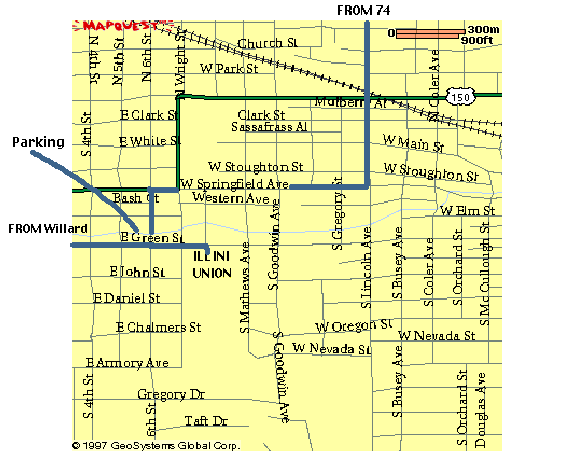 FROM 74
MAPQUEST
0 300m
900ft
N 4th St
N 5th St
N 6th St
N Wright St
Church St
W Park St
S Coler Ave
150
Mulberry Al
E Clark St
Clark St
Sassafrass Al
S 4th St
E White St
W Main St
Parking
W Stoughton St
W Stoughton St
W Springfield Ave
Bash Ct
Western Ave
W Elm St
FROM Willard
E Green St
ILLINI
UNION
S Mathews Ave
S Goodwin Ave
S Gregory St
S Lincoln Ave
S Busey Ave
S Coler Ave
S Orchard St
S Mc Cullough St
E John St
E Daniel St
E Chalmers St
W Oregon St
W Nevada St
W Nevada St
E Armory Ave
S 4th St
Gregory Dr
6th St
Taft Dr
S Goodwin Ave
S Busey Ave
S Orchard St
Douglas Ave
© 1997 GeoSystems Global Corp.